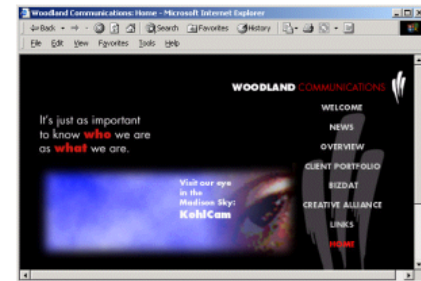 Woodland Communications: Home - Microsoft Internet Explorer
Back Search Favorites History
File Edit View Favorites Tools Help
WOODLAND COMMUNICATIONS
It's just as important
to know who we are
as what we are.
Visit our eye
in the
Madison Sky:
KohlCam
WELCOME
NEWS
OVERVIEW
CLIENT PORTFOLIO
BIZDAT
CREATIVE ALLIANCE
LINKS
HOME